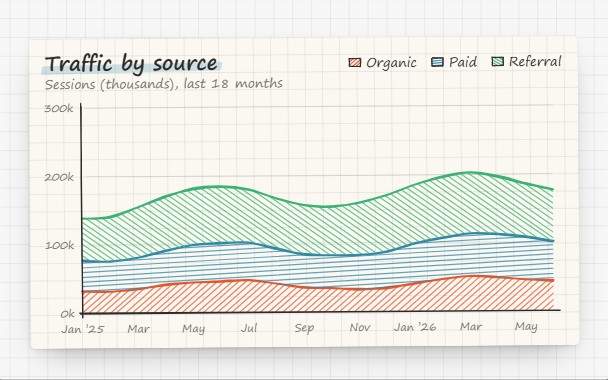 Traffic by source
Organic Paid Referral
Sessions (thousands), last 18 months
300k
200k
100k
0k
Jan '25 Mar May Jul Sep Nov Jan '26 Mar May